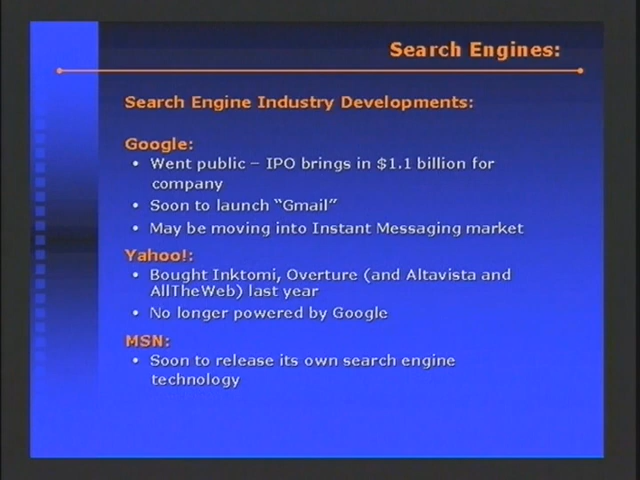 Search Engines:
Search Engine Industry Developments:
Google:
• Went public – IPO brings in $1.1 billion for
company
• Soon to launch “Gmail”
• May be moving into Instant Messaging market
Yahoo!:
• Bought Inktomi, Overture (and Altavista and
AllTheWeb) last year
• No longer powered by Google
MSN:
• Soon to release its own search engine
technology